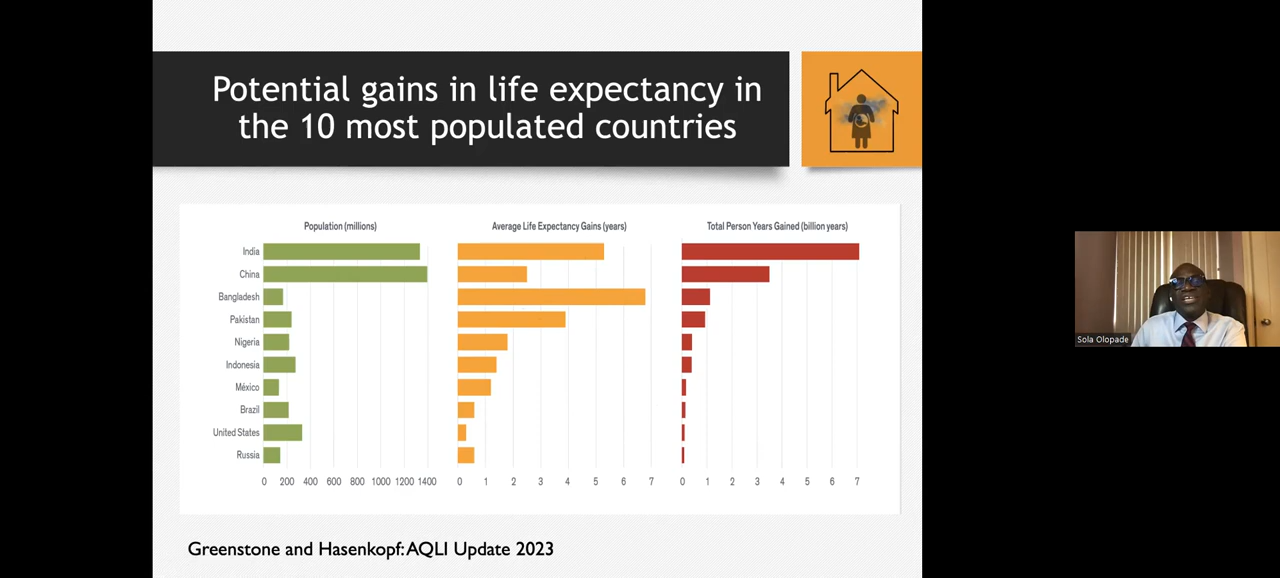 Potential gains in life expectancy in
the 10 most populated countries
Population (millions)
Average Life Expectancy Gains (years)
Total Person Years Gained (billion years)
India
China
Bangladesh
Pakistan
Nigeria
Indonesia
México
Brazil
United States
Russia
0 200 400 600 800 1000 1200 1400
0 1 2 3 4 5 6 7
0 1 2 3 4 5 6 7
Greenstone and Hasenkopf: AQLI Update 2023
Sola Olopade